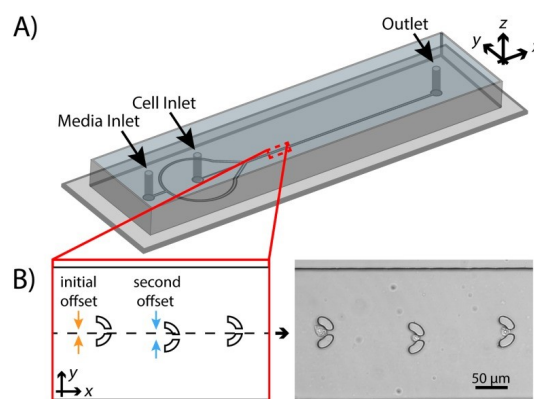 A)
Outlet
z
y
x
Cell Inlet
Media Inlet
B)
initial
offset
second
offset
y
x
50 µm